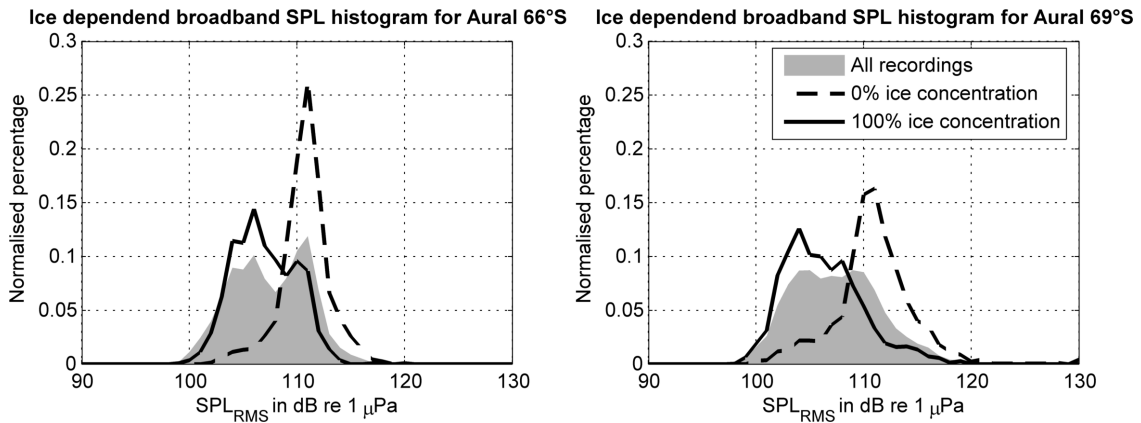 Ice dependend broadband SPL histogram for Aural 66°S
0.3
0.25
0.2
0.15
0.1
0.05
0
Normalised percentage
90 100 110 120 130
SPL_RMS in dB re 1 μPa
Ice dependend broadband SPL histogram for Aural 69°S
0.3
0.25
0.2
0.15
0.1
0.05
0
Normalised percentage
All recordings
0% ice concentration
100% ice concentration
90 100 110 120 130
SPL_RMS in dB re 1 μPa